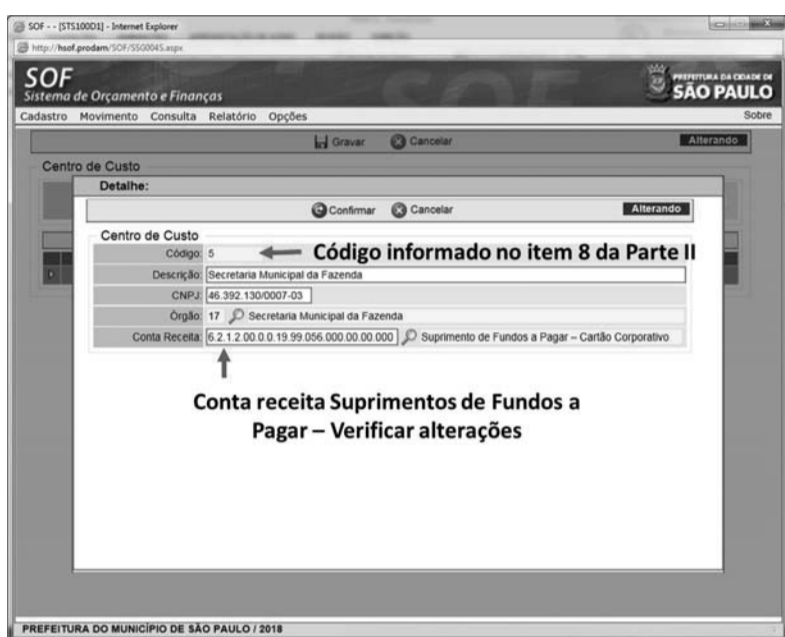 SOF - - [STS100D1] - Internet Explorer
http://hsof.prodam/SOF/SSG0045.aspx
SOF
Sistema de Orçamento e Finanças
PREFEITURA DA CIDADE DE
SÃO PAULO
Cadastro Movimento Consulta Relatório Opções Sobre
Gravar Cancelar Alterando
Centro de Custo
Detalhe:
Confirmar Cancelar Alterando
Centro de Custo
Código: 5 Código informado no item 8 da Parte II
Descrição: Secretaria Municipal da Fazenda
CNPJ: 46.392.130/0007-03
Órgão: 17 Secretaria Municipal da Fazenda
Conta Receita: 6.2.1.2.00.0.0.19.99.056.000.00.00.000 Suprimento de Fundos a Pagar – Cartão Corporativo
Conta receita Suprimentos de Fundos a
Pagar – Verificar alterações
PREFEITURA DO MUNICÍPIO DE SÃO PAULO / 2018